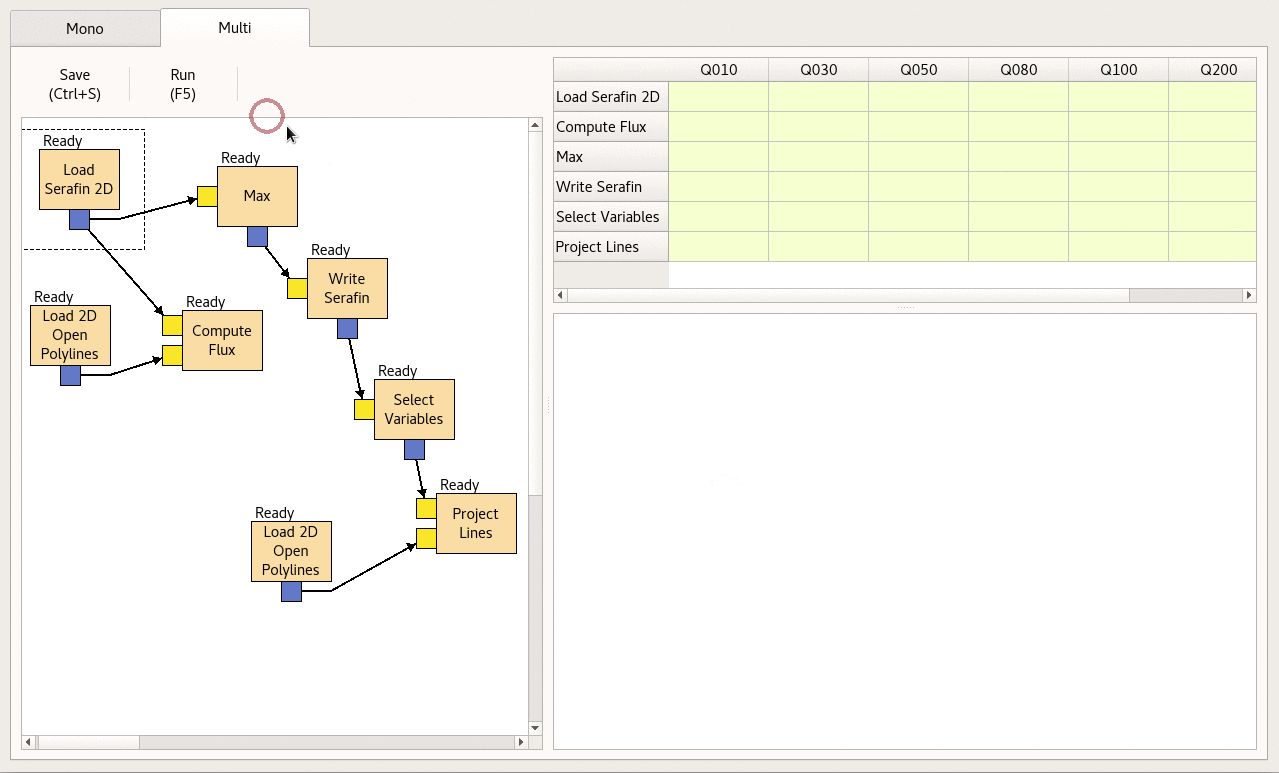 Mono
Multi
Save
(Ctrl+S)
Run
(F5)
Ready
Load
Serafin 2D
Ready
Max
Ready
Write
Serafin
Ready
Load 2D
Open
Polylines
Ready
Compute
Flux
Ready
Select
Variables
Ready
Project
Lines
Ready
Load 2D
Open
Polylines
Q010 Q030 Q050 Q080 Q100 Q200
Load Serafin 2D
Compute Flux
Max
Write Serafin
Select Variables
Project Lines